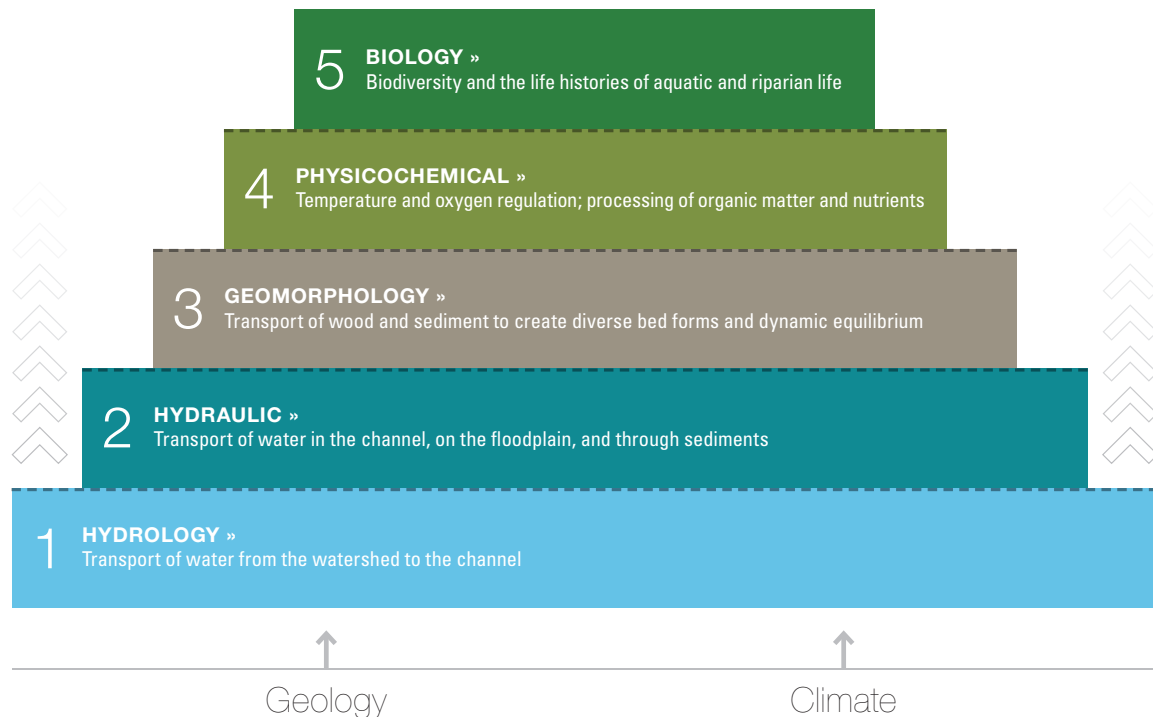 5
BIOLOGY »
Biodiversity and the life histories of aquatic and riparian life
4
PHYSICOCHEMICAL »
Temperature and oxygen regulation; processing of organic matter and nutrients
3
GEOMORPHOLOGY »
Transport of wood and sediment to create diverse bed forms and dynamic equilibrium
2
HYDRAULIC »
Transport of water in the channel, on the floodplain, and through sediments
1
HYDROLOGY »
Transport of water from the watershed to the channel
Geology
Climate